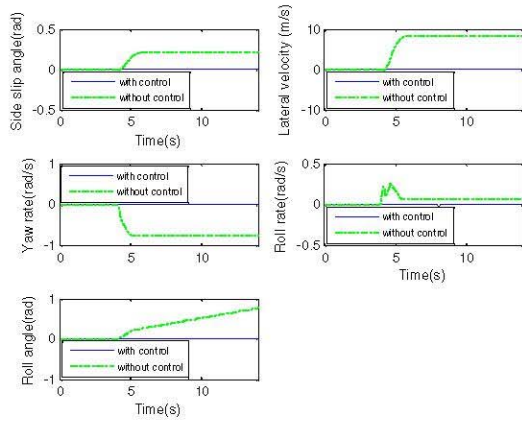 Side slip angle(rad)
0.5
0
-0.5
with control
without control
0 5 10
Time(s)
Lateral velocity (m/s)
10
0
-10
with control
without control
0 5 10
Time(s)
Yaw rate(rad/s)
1
0
-1
with control
without control
0 5 10
Time(s)
Roll rate(rad/s)
0.5
0
-0.5
with control
without control
0 5 10
Time(s)
Roll angle(rad)
1
0
-1
with control
without control
0 5 10
Time(s)